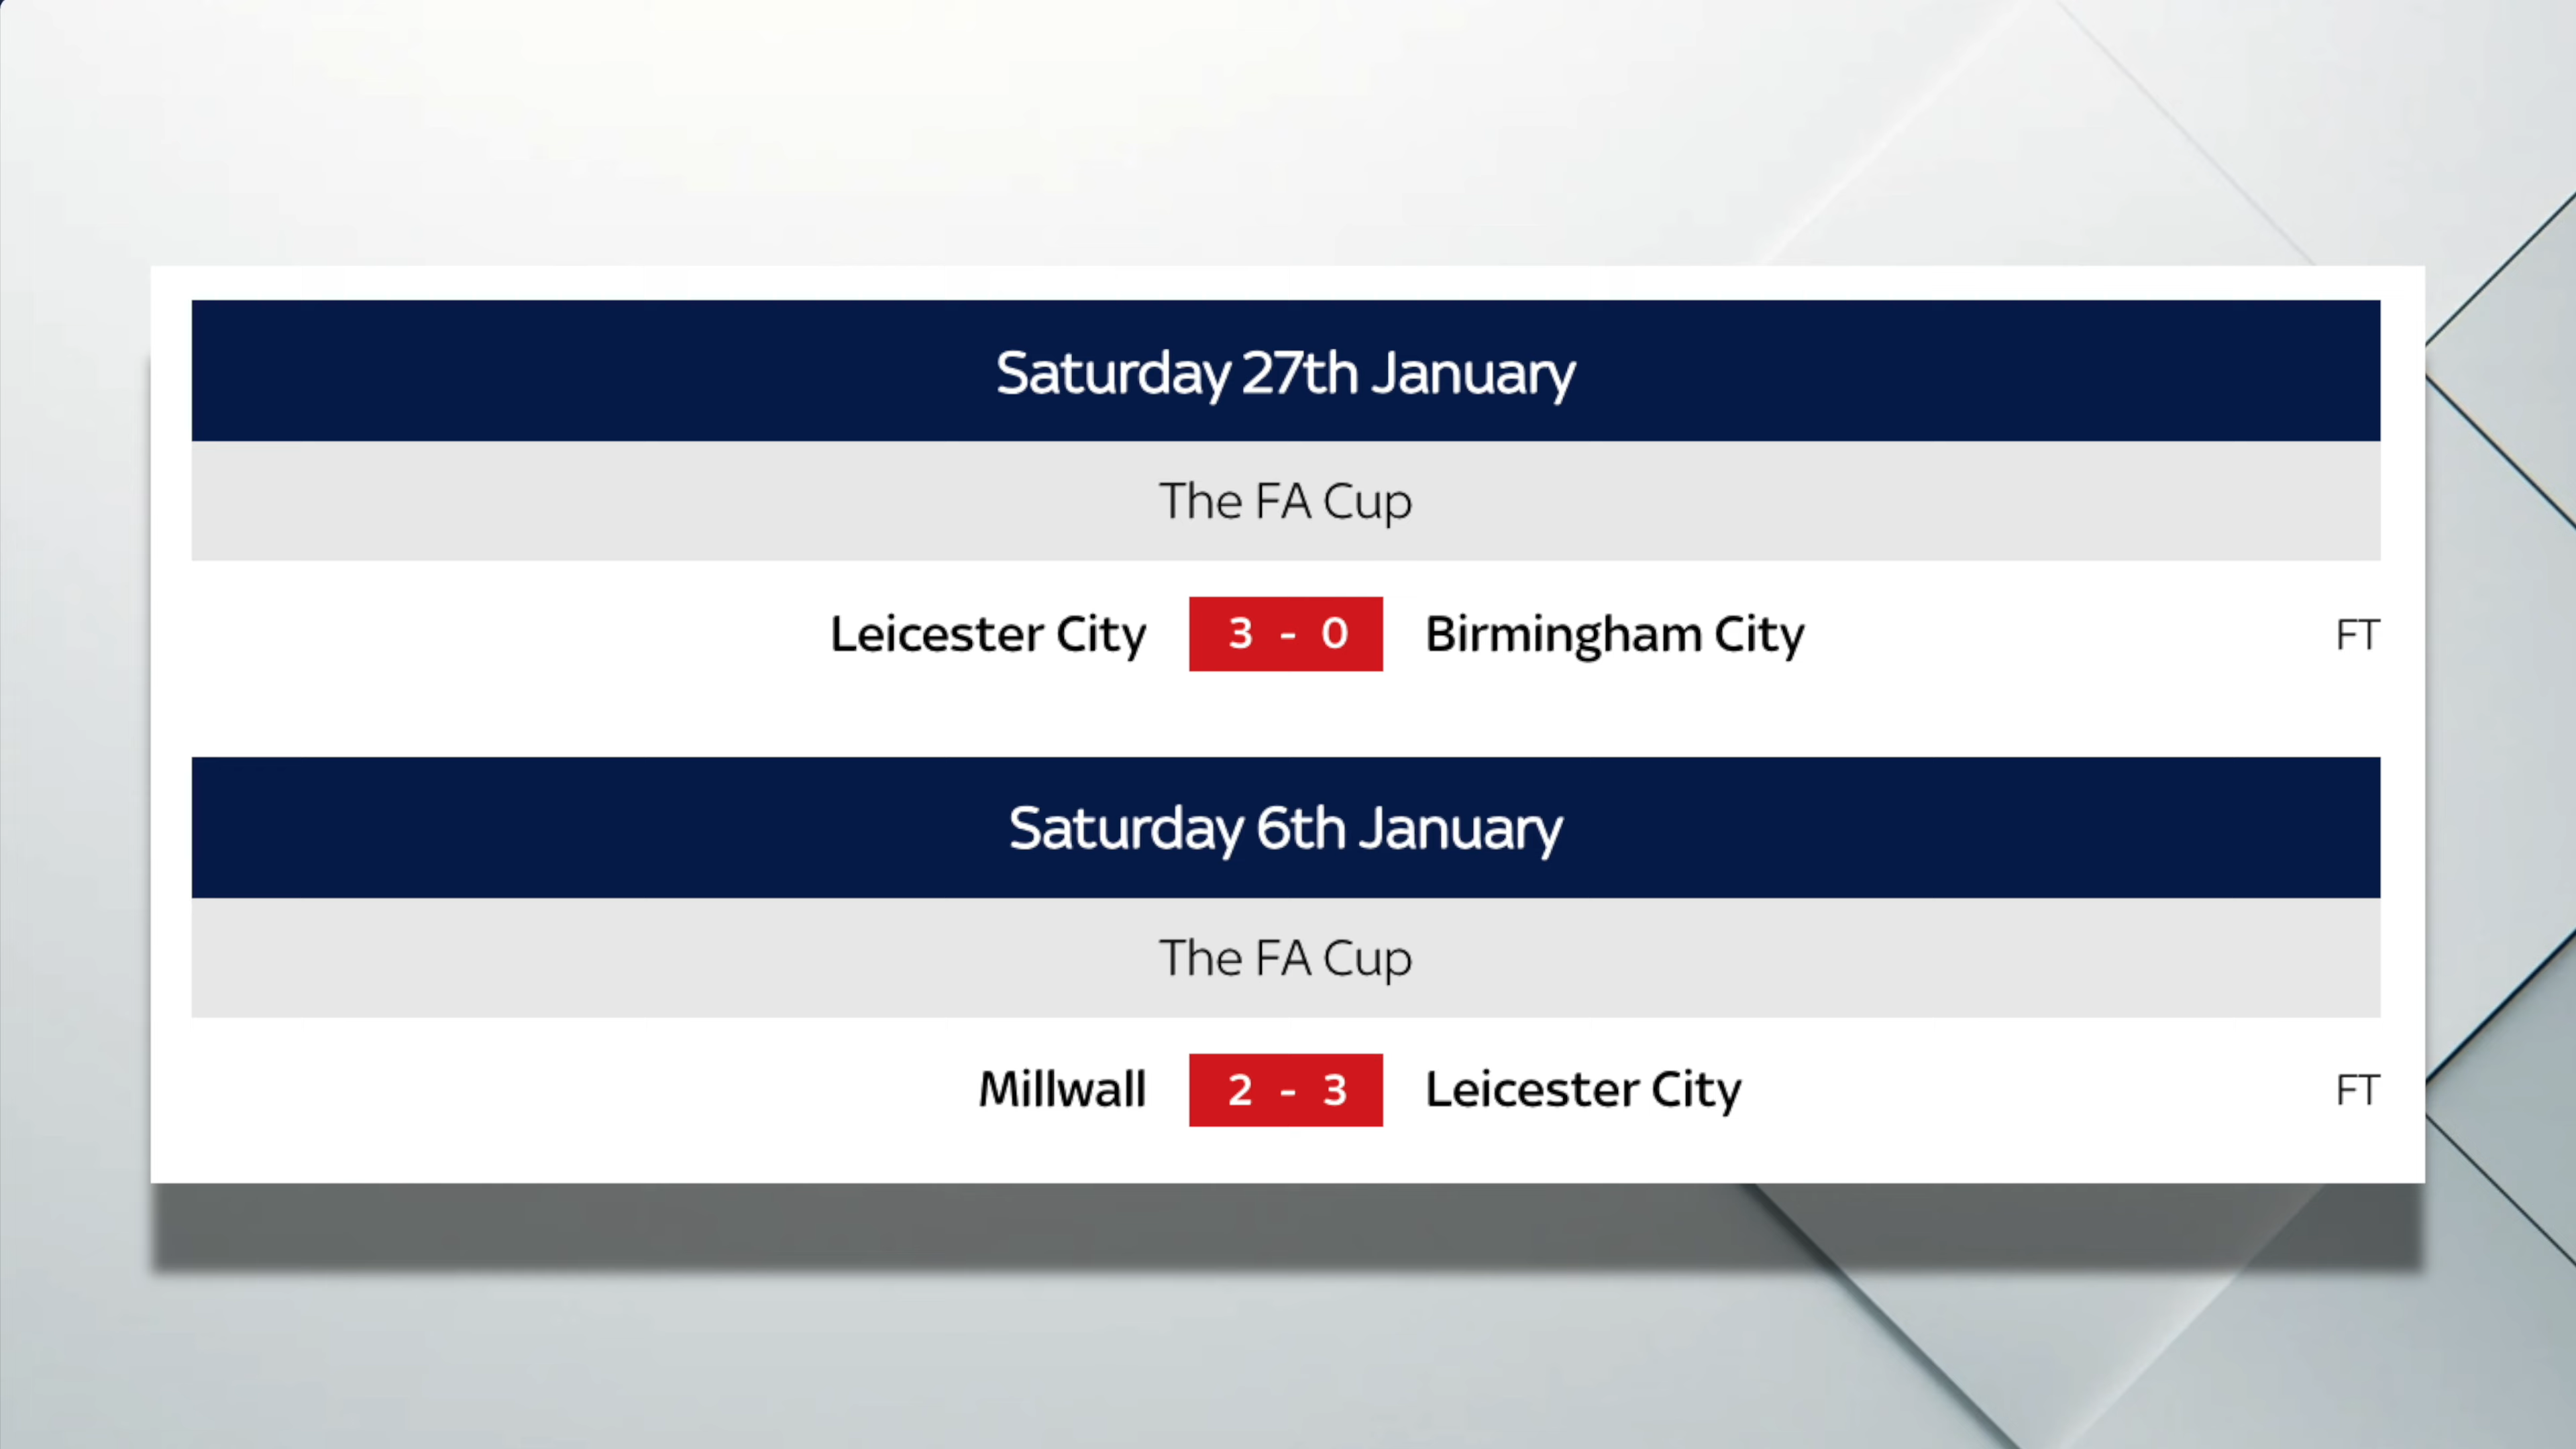 Saturday 27th January
The FA Cup
Leicester City 3 - 0 Birmingham City FT
Saturday 6th January
The FA Cup
Millwall 2 - 3 Leicester City FT